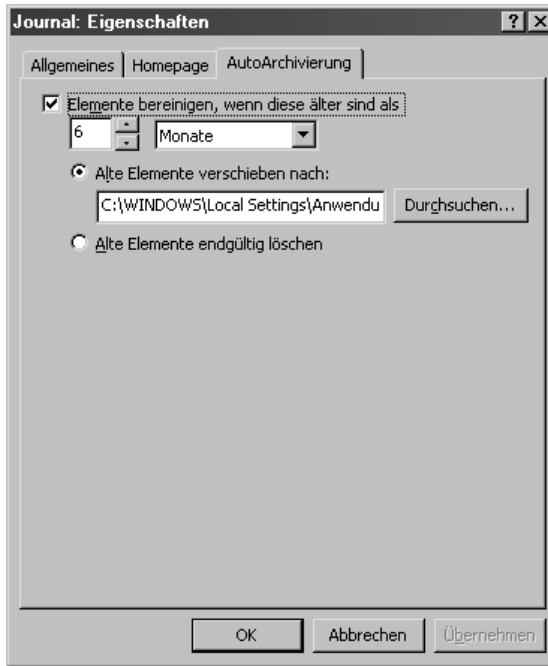 Journal: Eigenschaften
Allgemeines Homepage AutoArchivierung
Elemente bereinigen, wenn diese älter sind als
6 Monate
Alte Elemente verschieben nach:
C:\WINDOWS\Local Settings\Anwendu Durchsuchen...
Alte Elemente endgültig löschen
OK Abbrechen Übernehmen